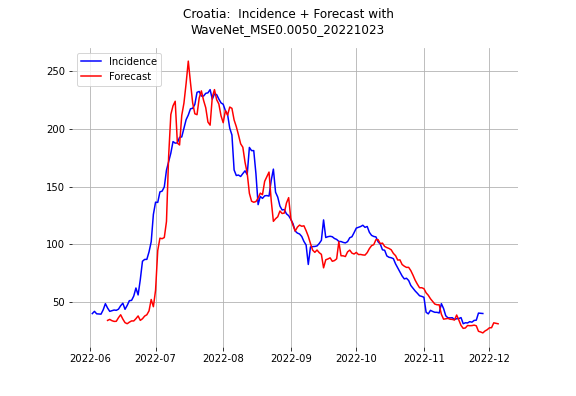 Croatia:  Incidence + Forecast with
WaveNet_MSE0.0050_20221023
Incidence
Forecast
250
200
150
100
50
2022-06 2022-07 2022-08 2022-09 2022-10 2022-11 2022-12